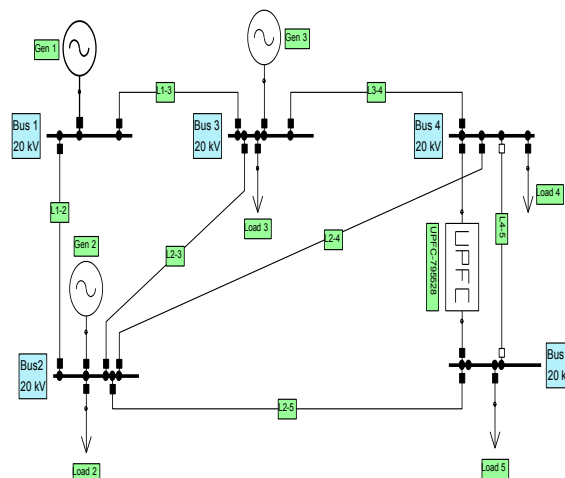 Gen 1
Gen 3
L1-3
L3-4
Bus 1
20 kV
Bus 3
20 kV
Bus 4
20 kV
Load 3
Load 4
L1-2
L2-3
L2-4
L4-5
UPFC-795528
UPFC
Gen 2
Bus2
20 kV
Bus
20 k
L2-5
Load 2
Load 5